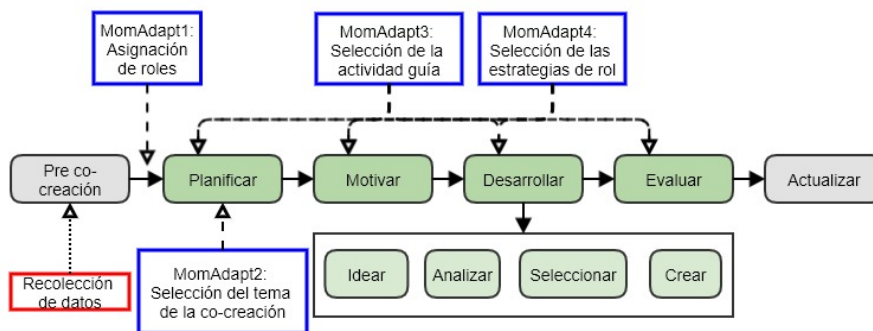 MomAdapt1:
Asignación
de roles
MomAdapt3:
Selección de la
actividad guía
MomAdapt4:
Selección de las
estrategias de rol
Pre co-
creación
Planificar
Motivar
Desarrollar
Evaluar
Actualizar
Recolección
de datos
MomAdapt2:
Selección del tema
de la co-creación
Idear
Analizar
Seleccionar
Crear